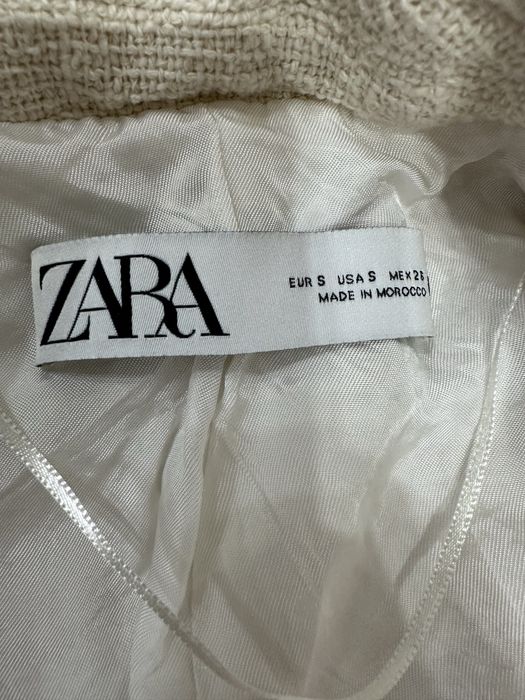 ZARA
EUR S USA S MEX 26
MADE IN MOROCCO